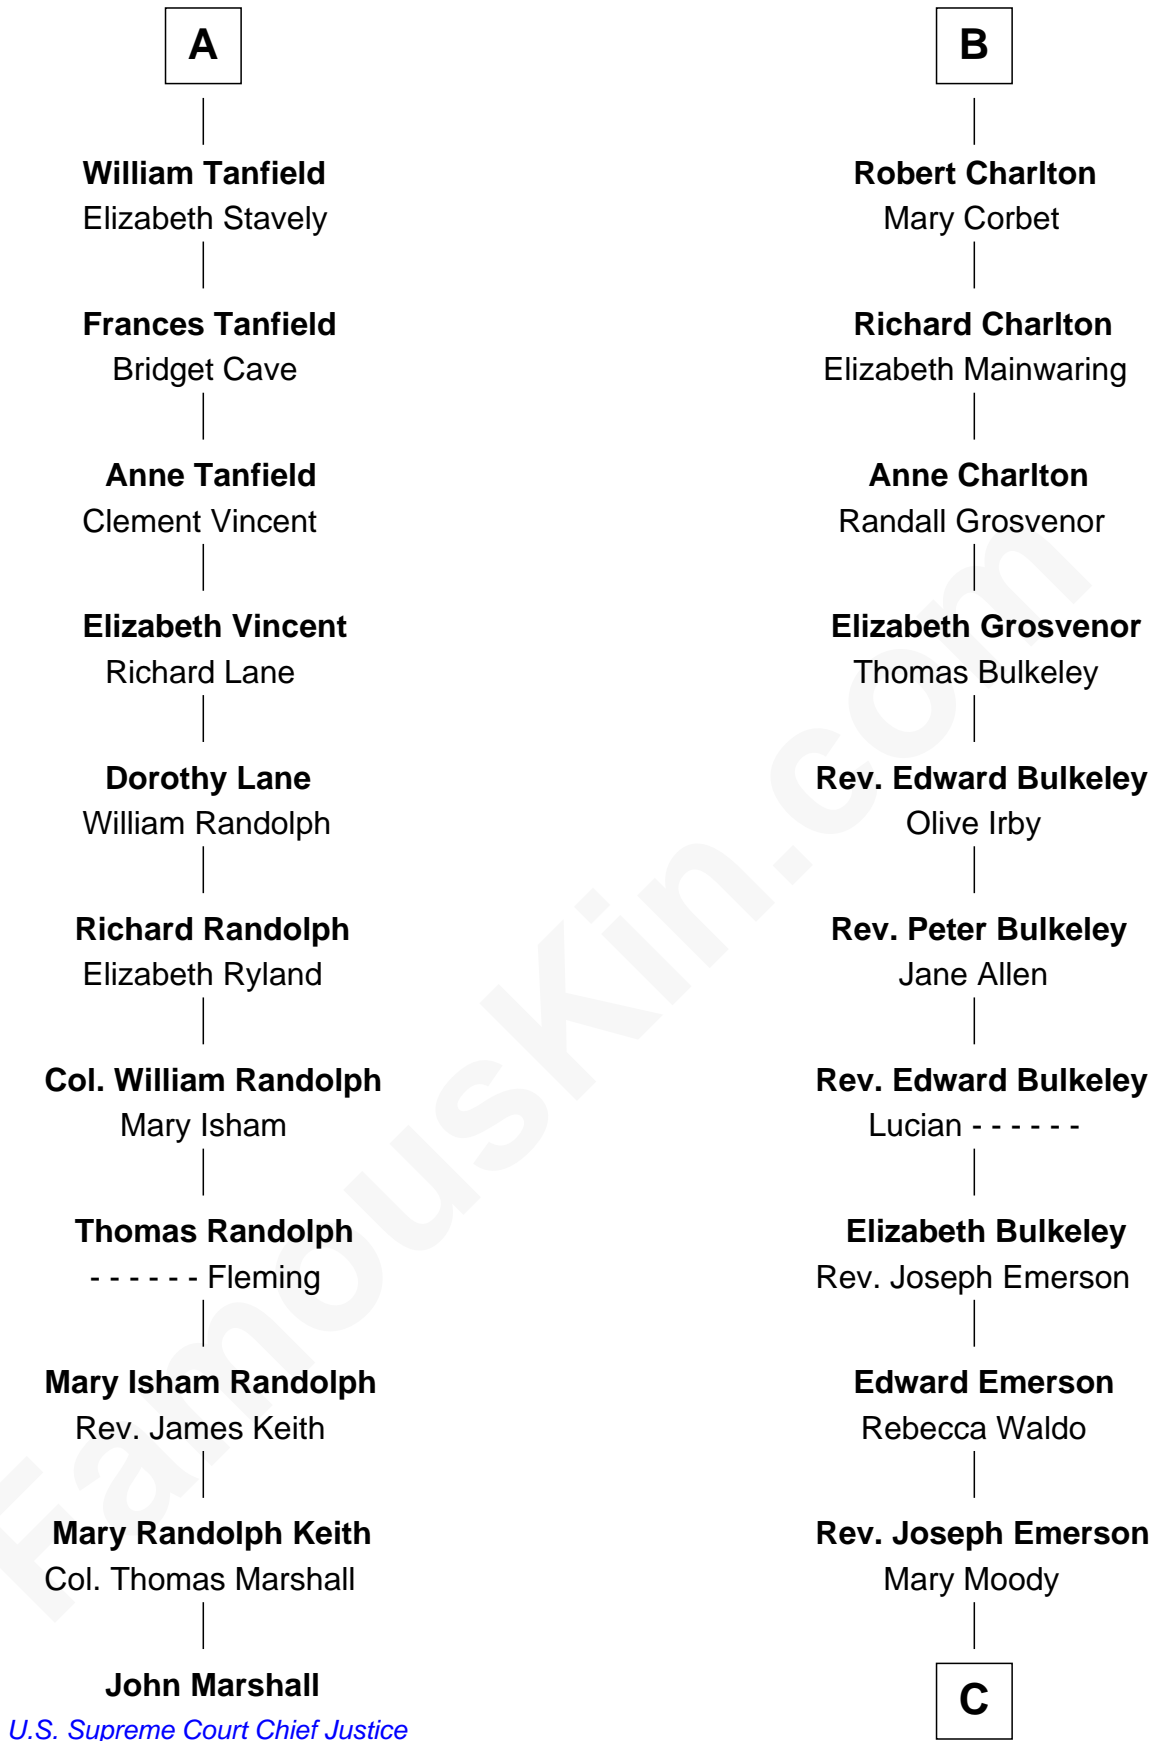 A
William Tanfield
Elizabeth Stavely
Frances Tanfield
Bridget Cave
Anne Tanfield
Clement Vincent
Elizabeth Vincent
Richard Lane
Dorothy Lane
William Randolph
Richard Randolph
Elizabeth Ryland
Col. William Randolph
Mary Isham
Thomas Randolph
- - - - - - Fleming
Mary Isham Randolph
Rev. James Keith
Mary Randolph Keith
Col. Thomas Marshall
John Marshall
U.S. Supreme Court Chief Justice
B
Robert Charlton
Mary Corbet
Richard Charlton
Elizabeth Mainwaring
Anne Charlton
Randall Grosvenor
Elizabeth Grosvenor
Thomas Bulkeley
Rev. Edward Bulkeley
Olive Irby
Rev. Peter Bulkeley
Jane Allen
Rev. Edward Bulkeley
Lucian - - - - - -
Elizabeth Bulkeley
Rev. Joseph Emerson
Edward Emerson
Rebecca Waldo
Rev. Joseph Emerson
Mary Moody
C
FamousKin.com